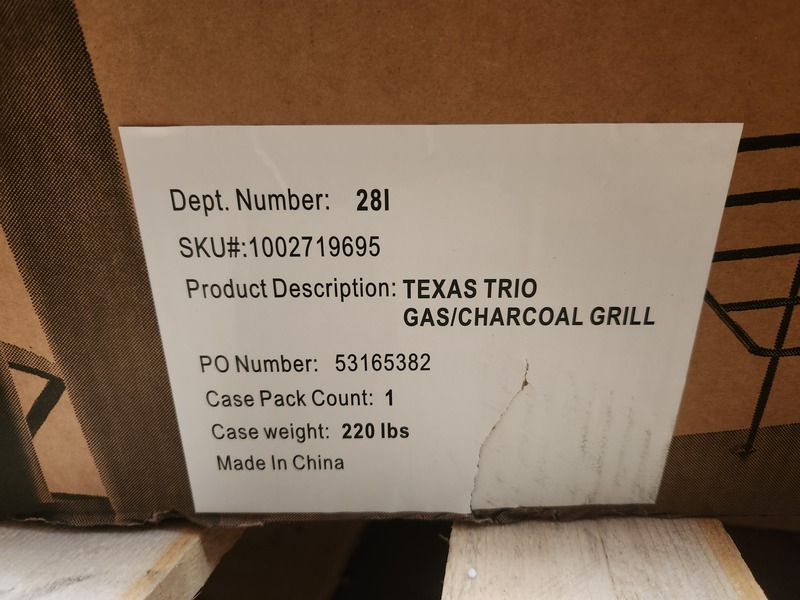 Dept. Number: 28I
SKU#:1002719695
Product Description: TEXAS TRIO
GAS/CHARCOAL GRILL
PO Number: 53165382
Case Pack Count: 1
Case weight: 220 lbs
Made In China